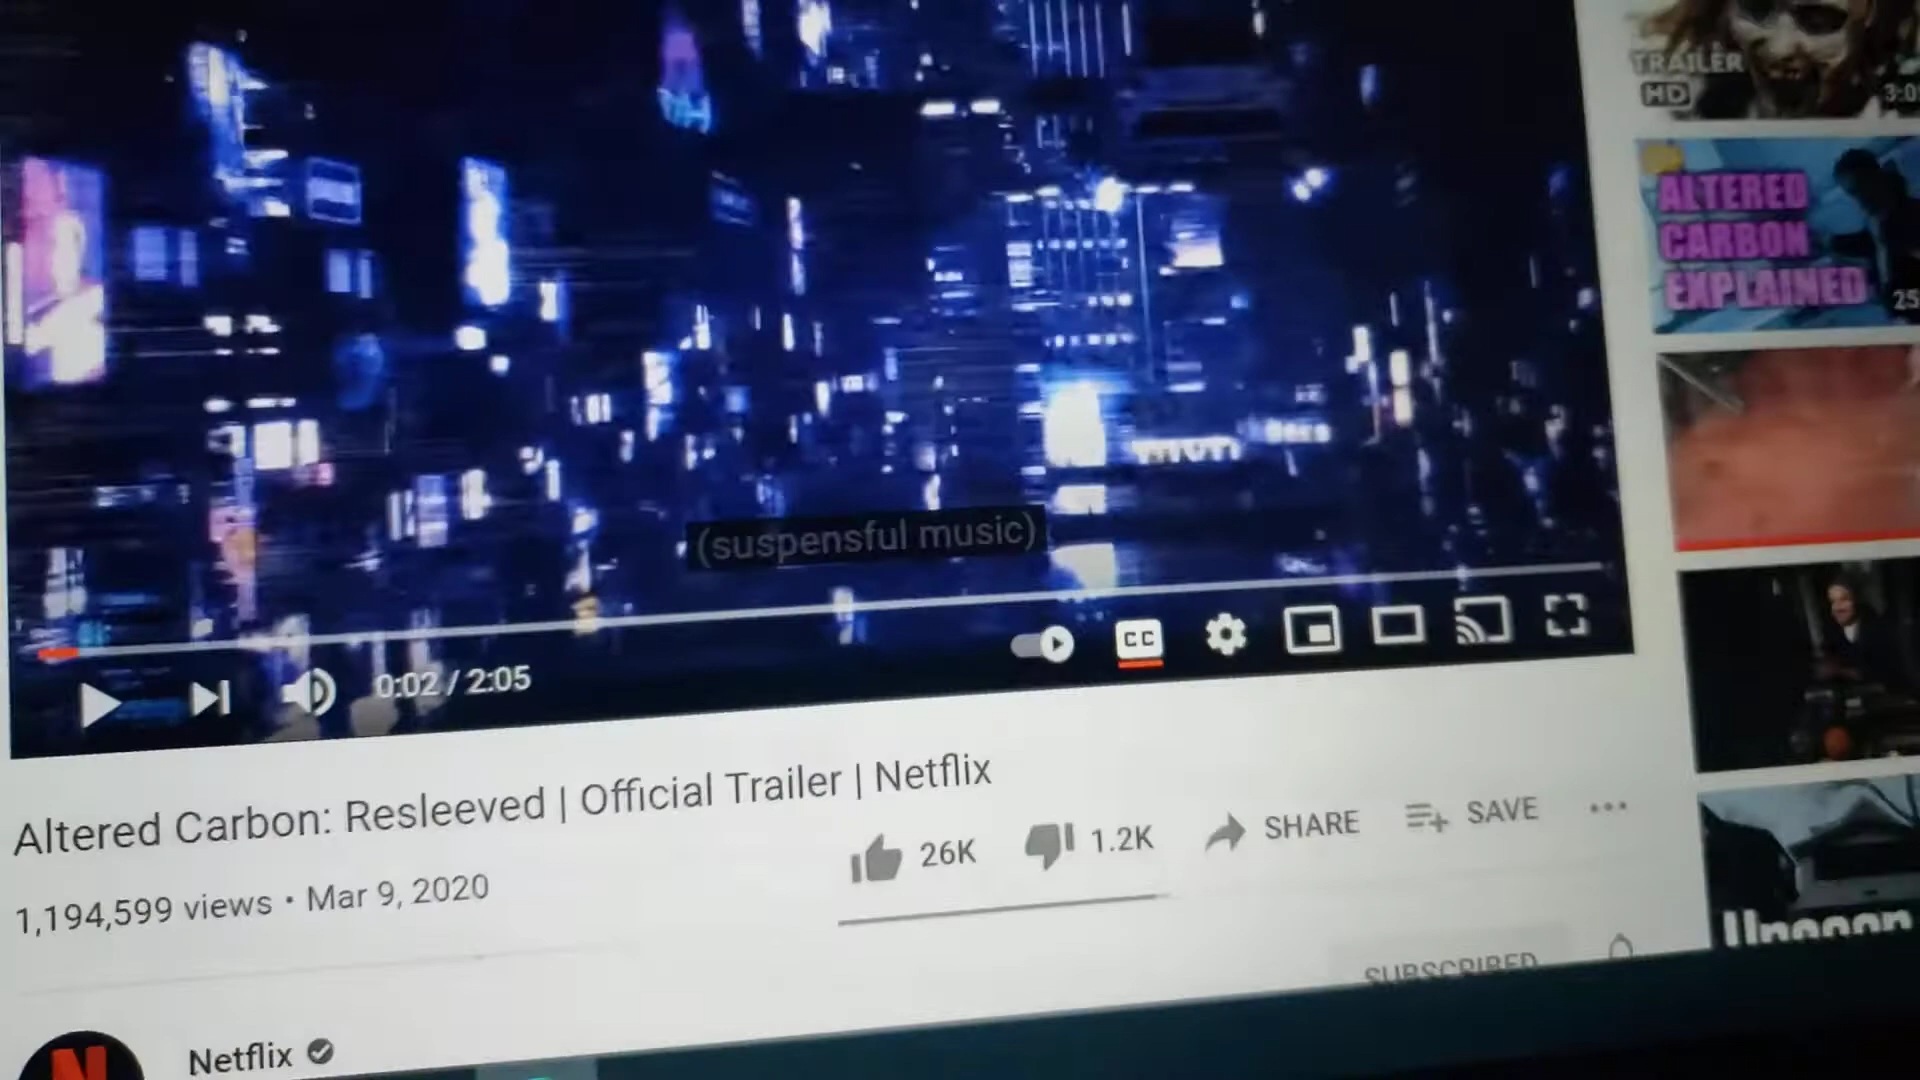 TRAILER
HD
3:0
ALTERED
CARBON
EXPLAINED
25
(suspensful music)
CC
0:02 / 2:05
Altered Carbon: Resleeved | Official Trailer | Netflix
1,194,599 views • Mar 9, 2020
26K
1.2K
SHARE
SAVE
SUBSCRIBED
N
Netflix